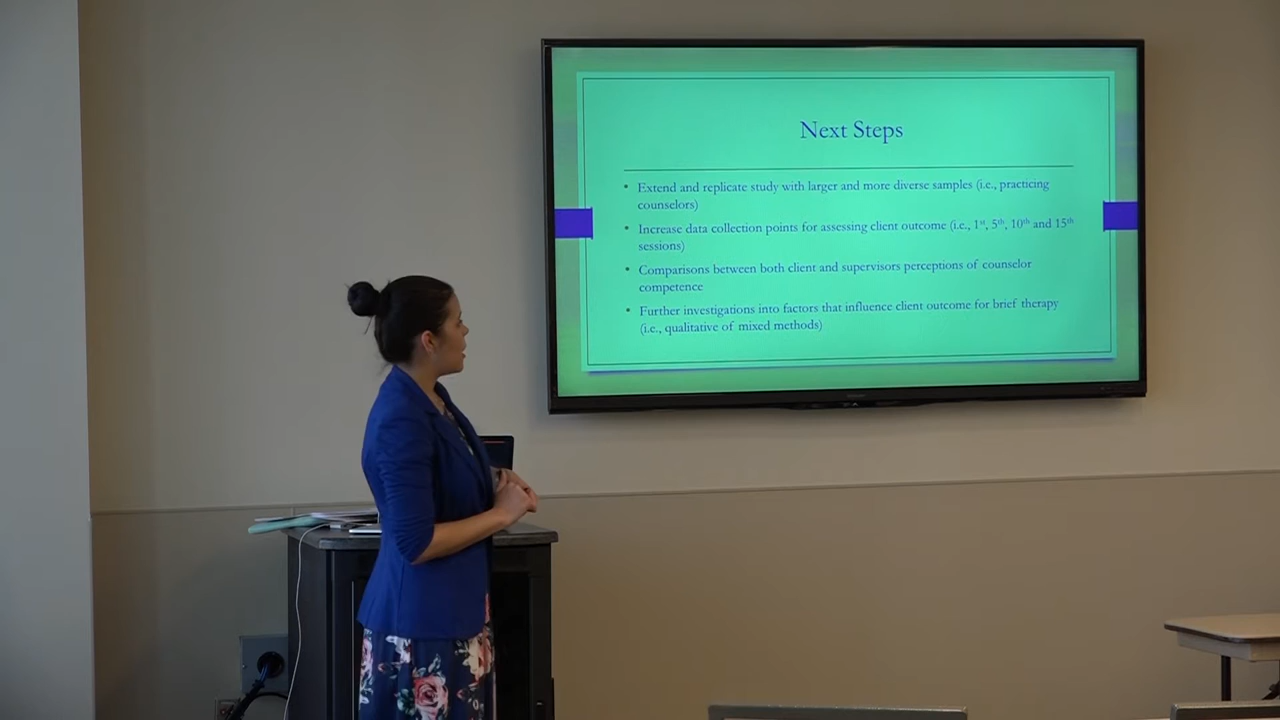 Next Steps
• Extend and replicate study with larger and more diverse samples (i.e., practicing
counselors)
• Increase data collection points for assessing client outcome (i.e., 1st, 5th, 10th and 15th
sessions)
• Comparisons between both client and supervisors perceptions of counselor
competence
• Further investigations into factors that influence client outcome for brief therapy
(i.e., qualitative of mixed methods)